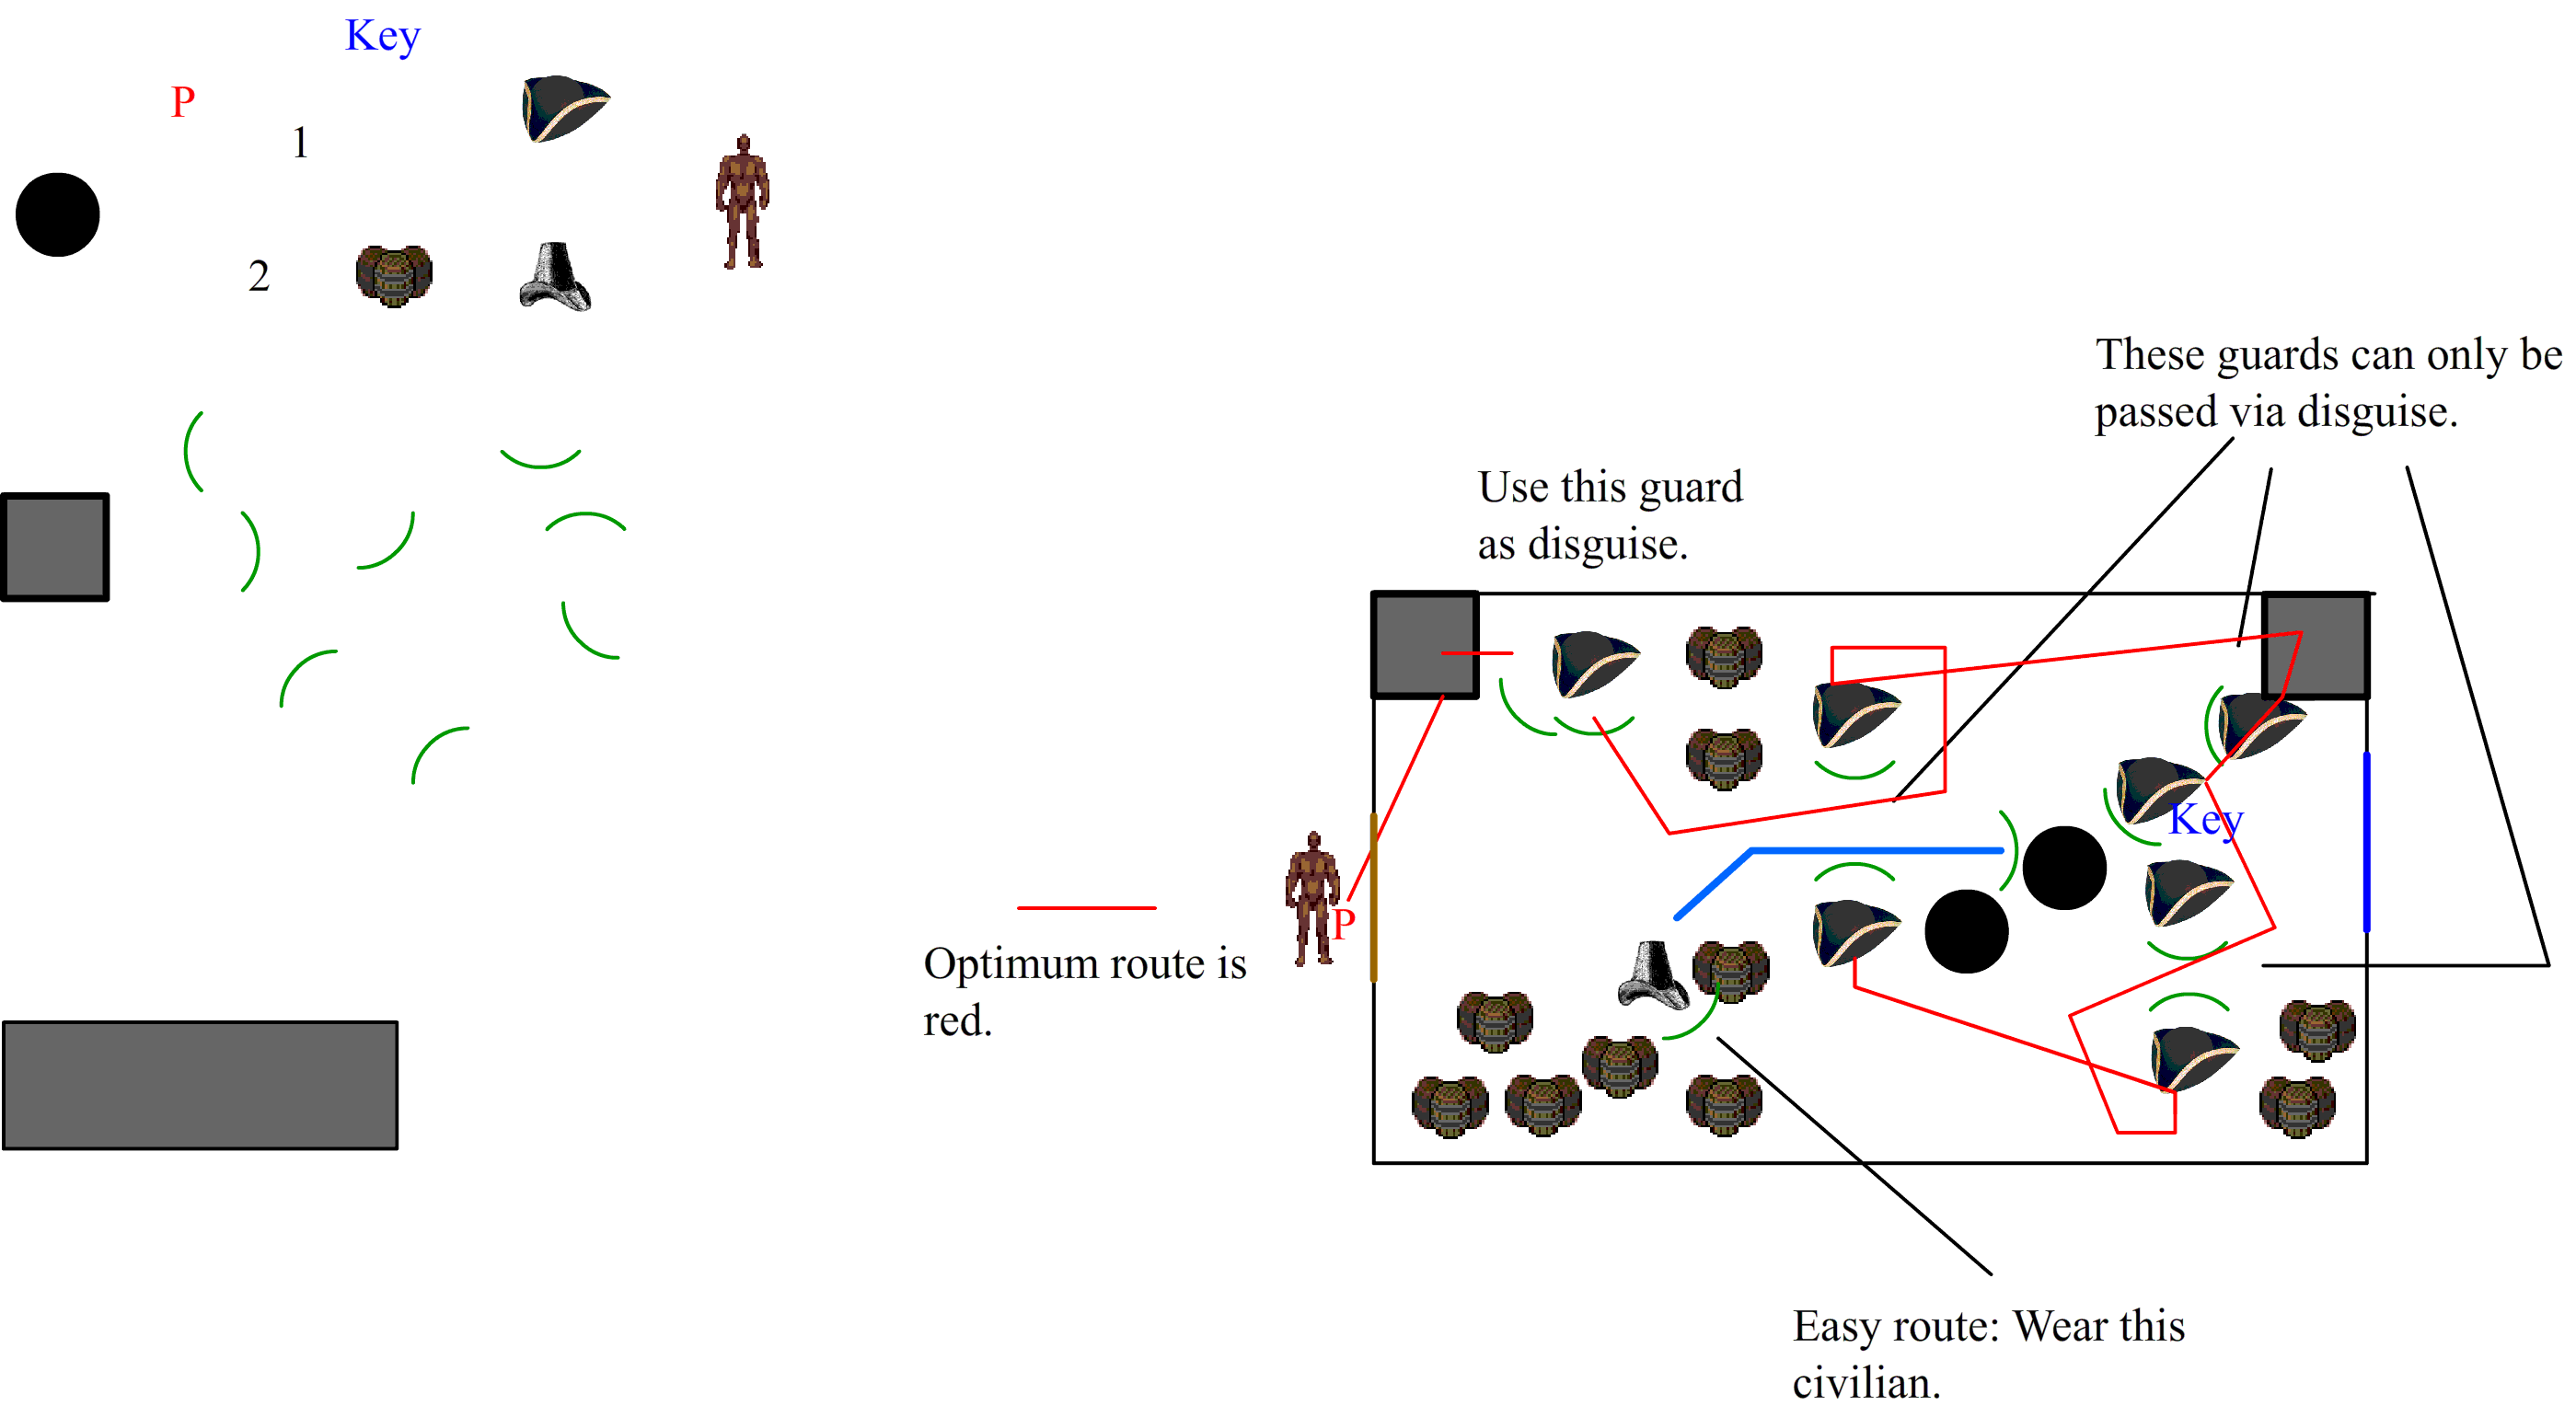 Key
P
1
2
These guards can only be
passed via disguise.
Use this guard
as disguise.
Key
P
Optimum route is
red.
Easy route: Wear this
civilian.